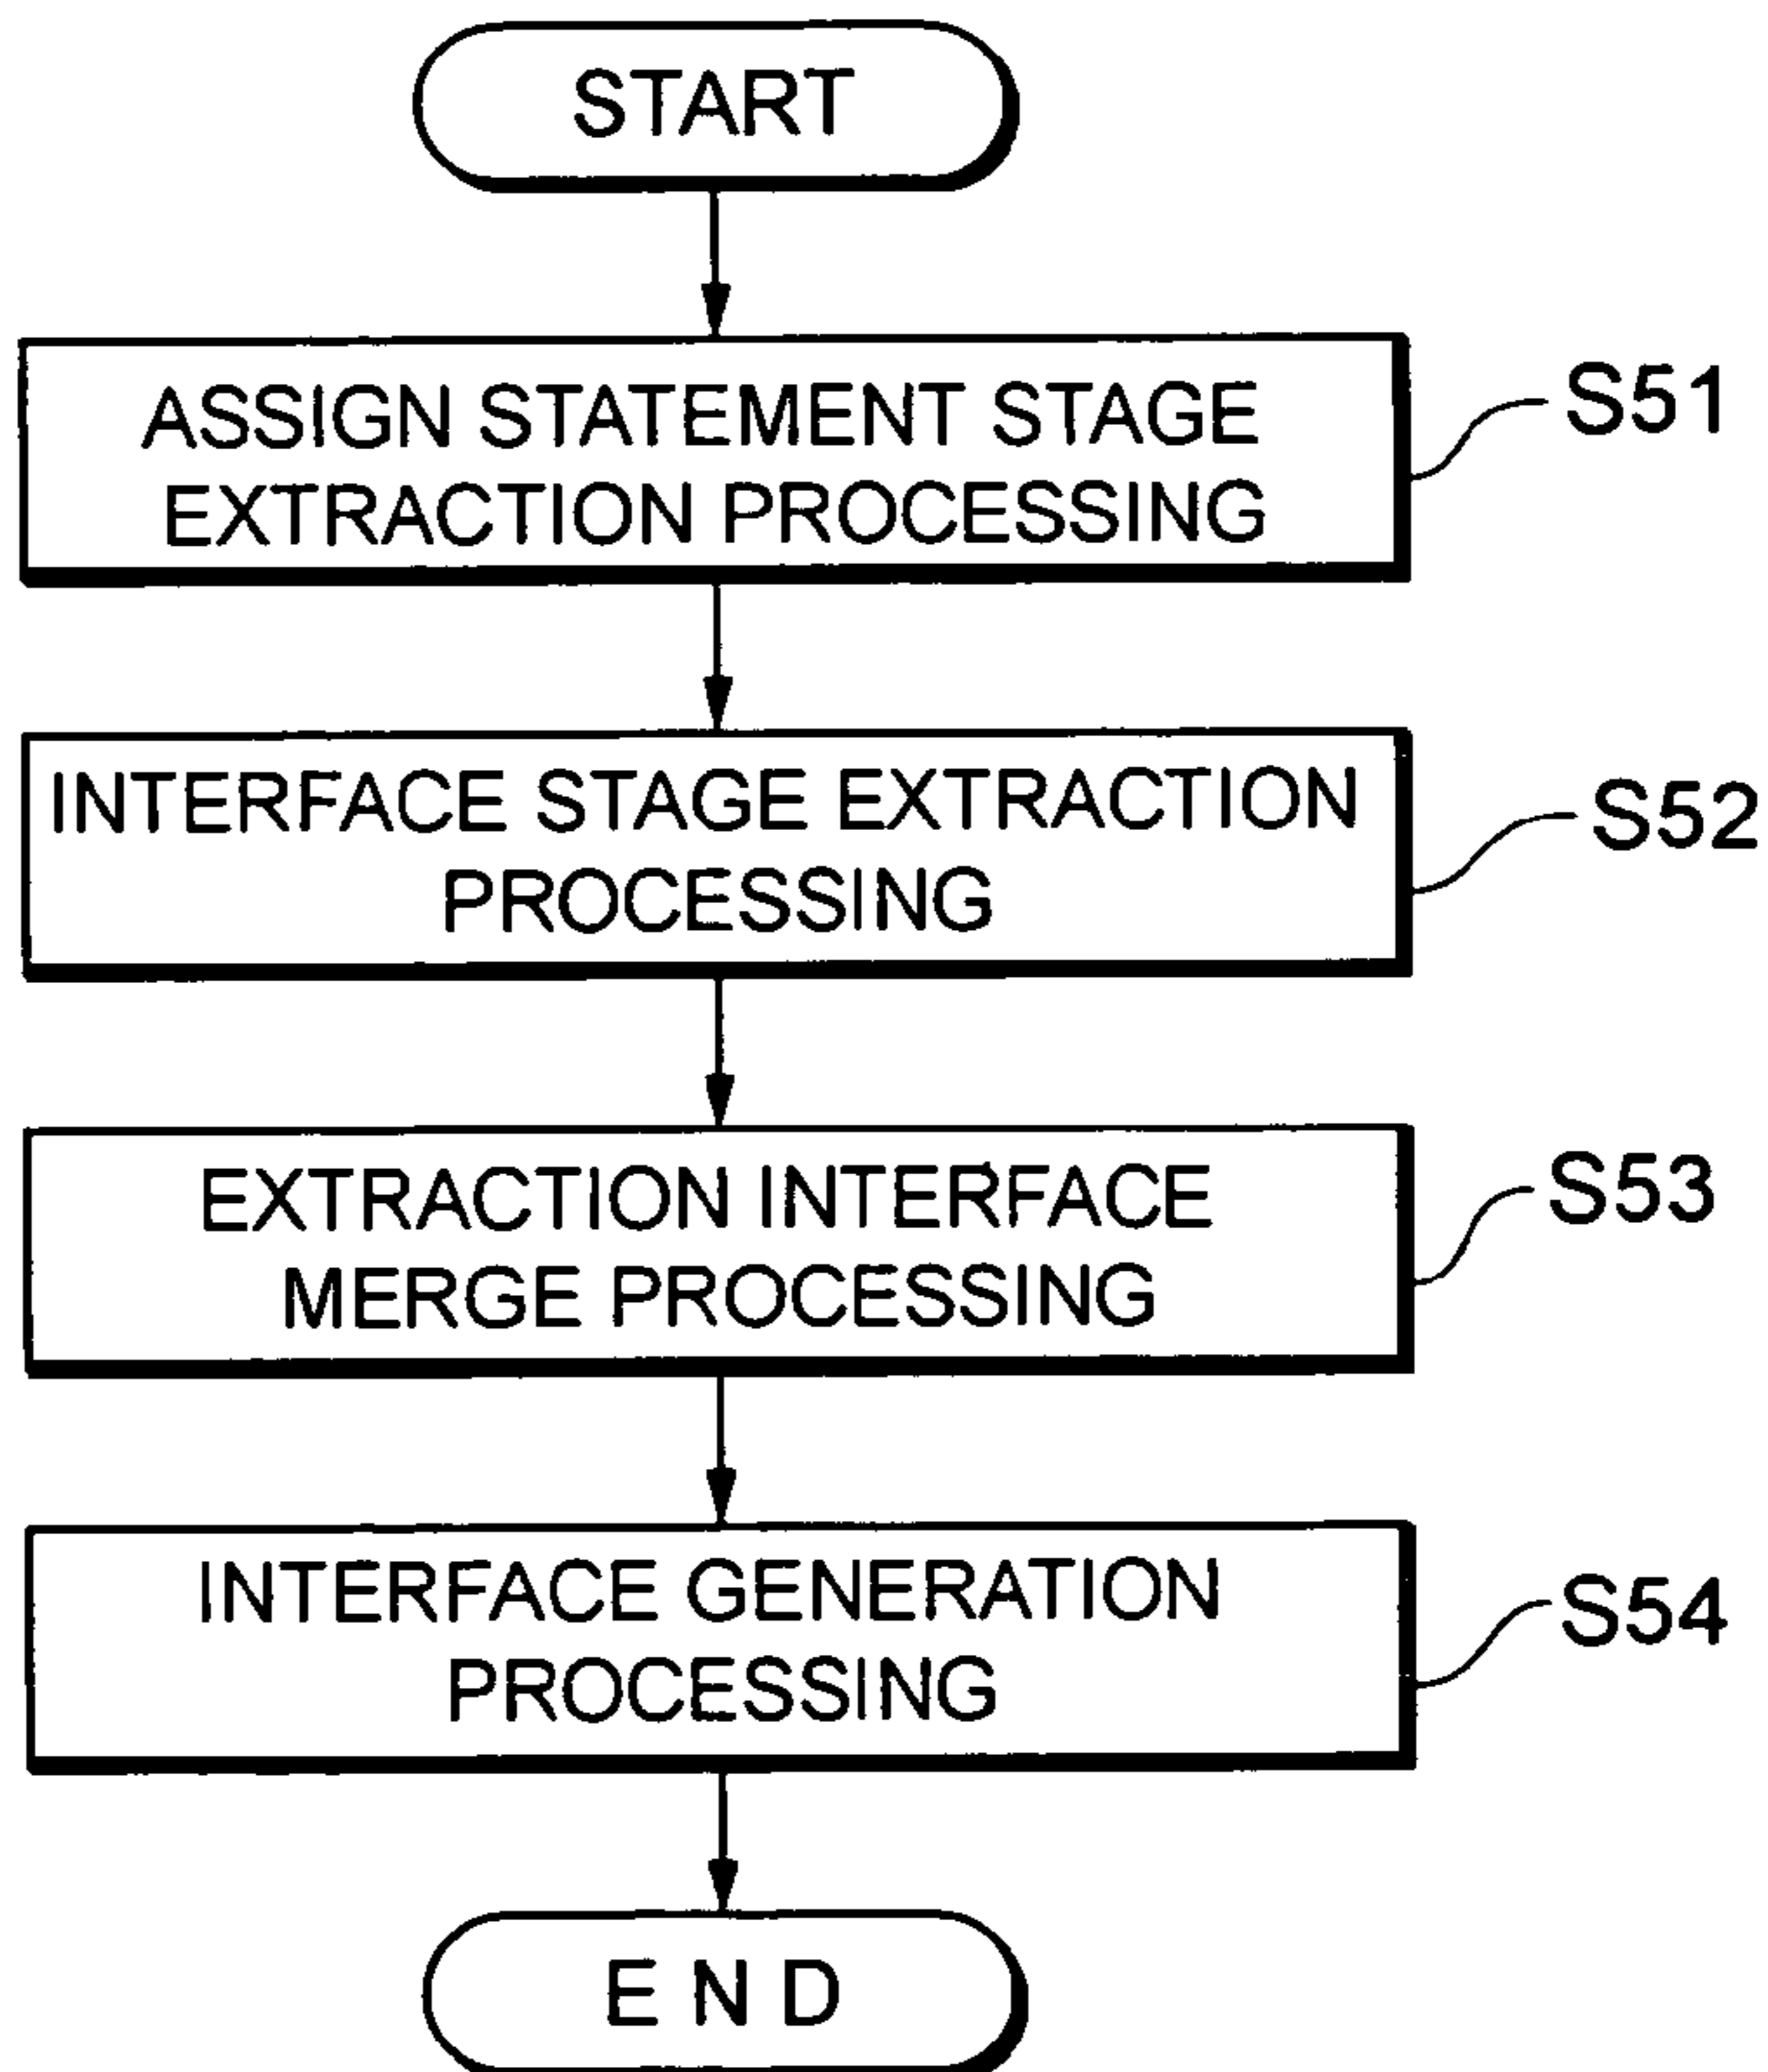 START
ASSIGN STATEMENT STAGE
EXTRACTION PROCESSING
S51
INTERFACE STAGE EXTRACTION
PROCESSING
S52
EXTRACTION INTERFACE
MERGE PROCESSING
S53
INTERFACE GENERATION
PROCESSING
S54
END